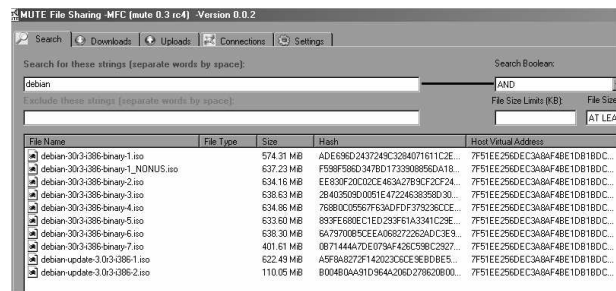 MUTE File Sharing -MFC (mute 0.3 rc4) -Version 0.0.2
Search Downloads Uploads Connections Settings
Search for these strings (separate words by space): Search Boolean:
debian AND
Exclude these strings (separate words by space): File Size Limits (KB): File Size
AT LEA
File Name File Type Size Hash Host Virtual Address
debian-30r3-i386-binary-1.iso 574.31 MiB ADE696D2437249C3284071611C2E... 7F51EE256DEC3A8AF4BE1DB1BDC...
debian-30r3-i386-binary-1_NONUS.iso 637.23 MiB F598F586D347BD1733908856DA18... 7F51EE256DEC3A8AF4BE1DB1BDC...
debian-30r3-i386-binary-2.iso 634.16 MiB EE830F20C02CE463A27B9CF2CF24... 7F51EE256DEC3A8AF4BE1DB1BDC...
debian-30r3-i386-binary-3.iso 638.63 MiB 2B403509D0051E47224638358D30... 7F51EE256DEC3A8AF4BE1DB1BDC...
debian-30r3-i386-binary-4.iso 634.86 MiB 768B0C05567F63ADFDF379236CCE... 7F51EE256DEC3A8AF4BE1DB1BDC...
debian-30r3-i386-binary-5.iso 633.60 MiB 893FE680EC1ED293F61A3341C29E... 7F51EE256DEC3A8AF4BE1DB1BDC...
debian-30r3-i386-binary-6.iso 638.30 MiB 6A79700B5CEEA068272262ADC3E9... 7F51EE256DEC3A8AF4BE1DB1BDC...
debian-30r3-i386-binary-7.iso 401.61 MiB 0B71444A7DE079AF426C59BC2927... 7F51EE256DEC3A8AF4BE1DB1BDC...
debian-update-3.0r3-i386-1.iso 622.49 MiB A5F8A8272F142023C6CE9EBDBE5... 7F51EE256DEC3A8AF4BE1DB1BDC...
debian-update-3.0r3-i386-2.iso 110.05 MiB B004B0AA91D964A206D278620B00... 7F51EE256DEC3A8AF4BE1DB1BDC...